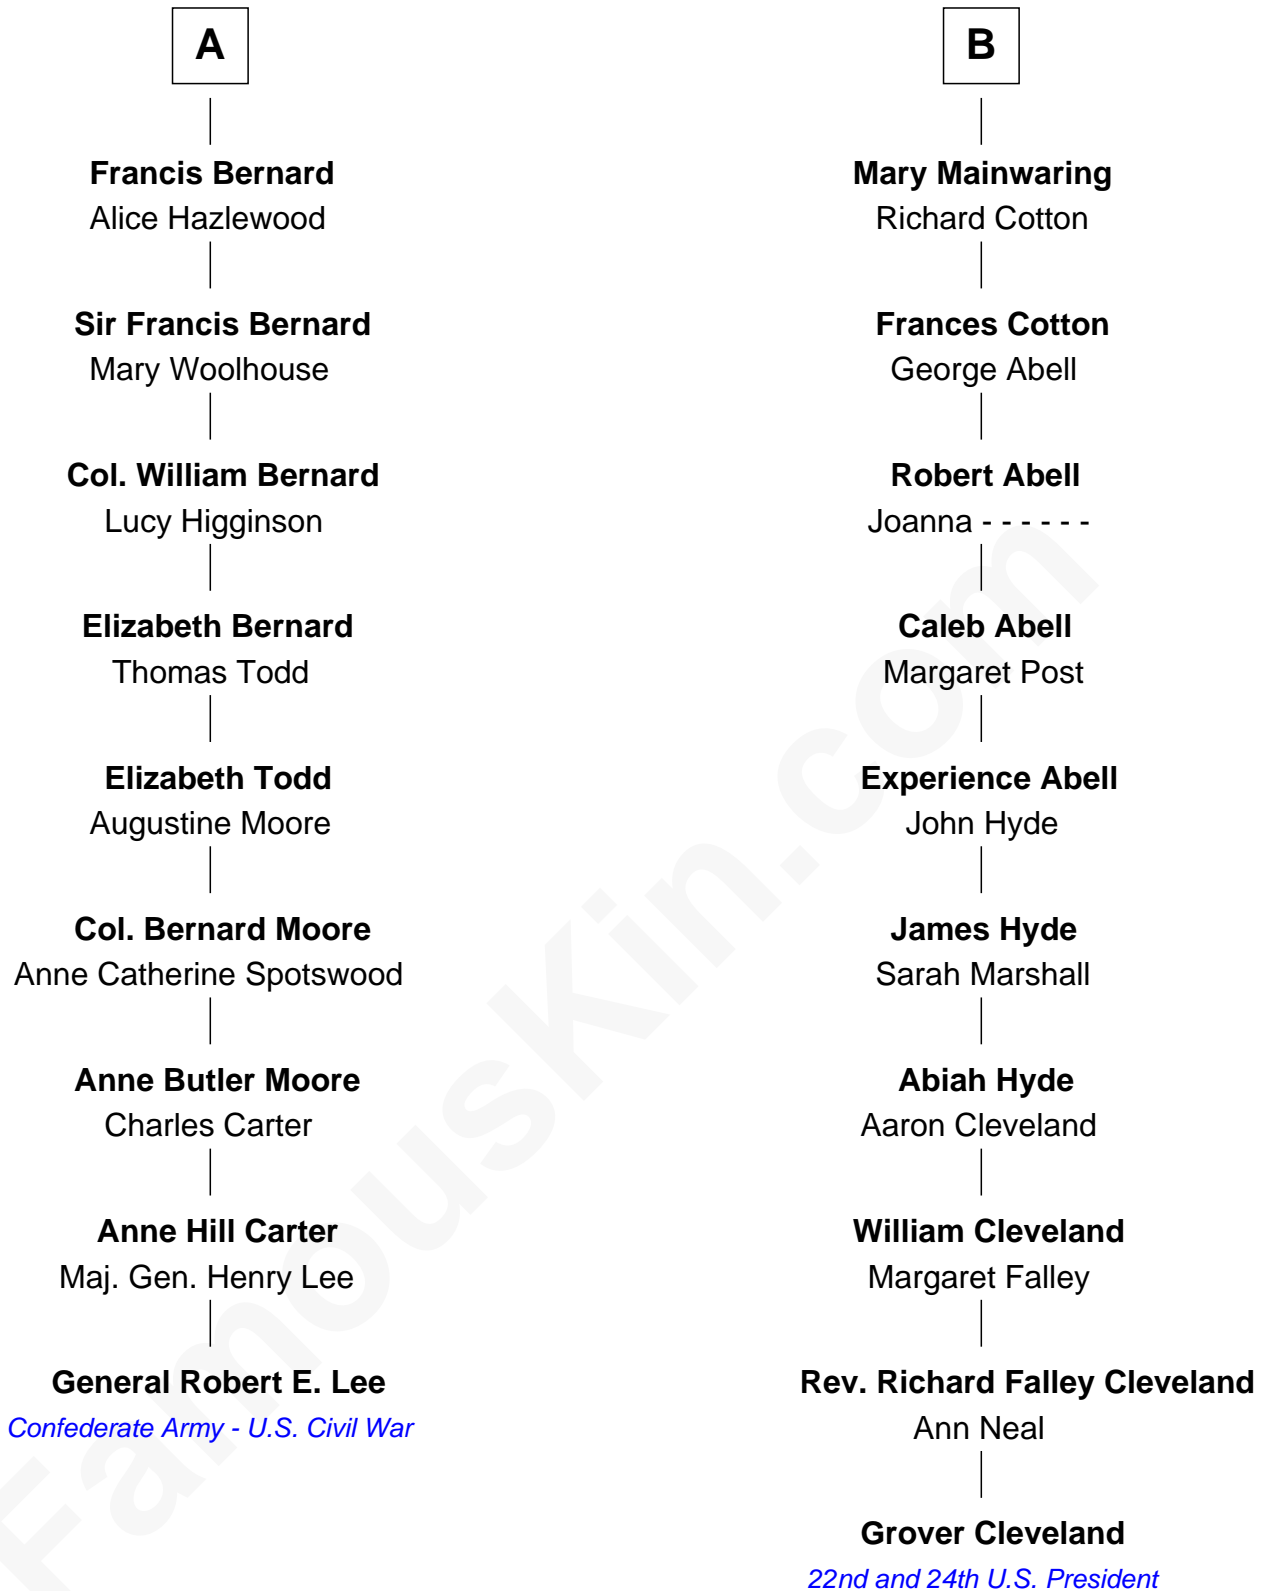 A
Francis Bernard
Alice Hazlewood
Sir Francis Bernard
Mary Woolhouse
Col. William Bernard
Lucy Higginson
Elizabeth Bernard
Thomas Todd
Elizabeth Todd
Augustine Moore
Col. Bernard Moore
Anne Catherine Spotswood
Anne Butler Moore
Charles Carter
Anne Hill Carter
Maj. Gen. Henry Lee
General Robert E. Lee
Confederate Army - U.S. Civil War
B
Mary Mainwaring
Richard Cotton
Frances Cotton
George Abell
Robert Abell
Joanna - - - - - -
Caleb Abell
Margaret Post
Experience Abell
John Hyde
James Hyde
Sarah Marshall
Abiah Hyde
Aaron Cleveland
William Cleveland
Margaret Falley
Rev. Richard Falley Cleveland
Ann Neal
Grover Cleveland
22nd and 24th U.S. President
FamousKin.com